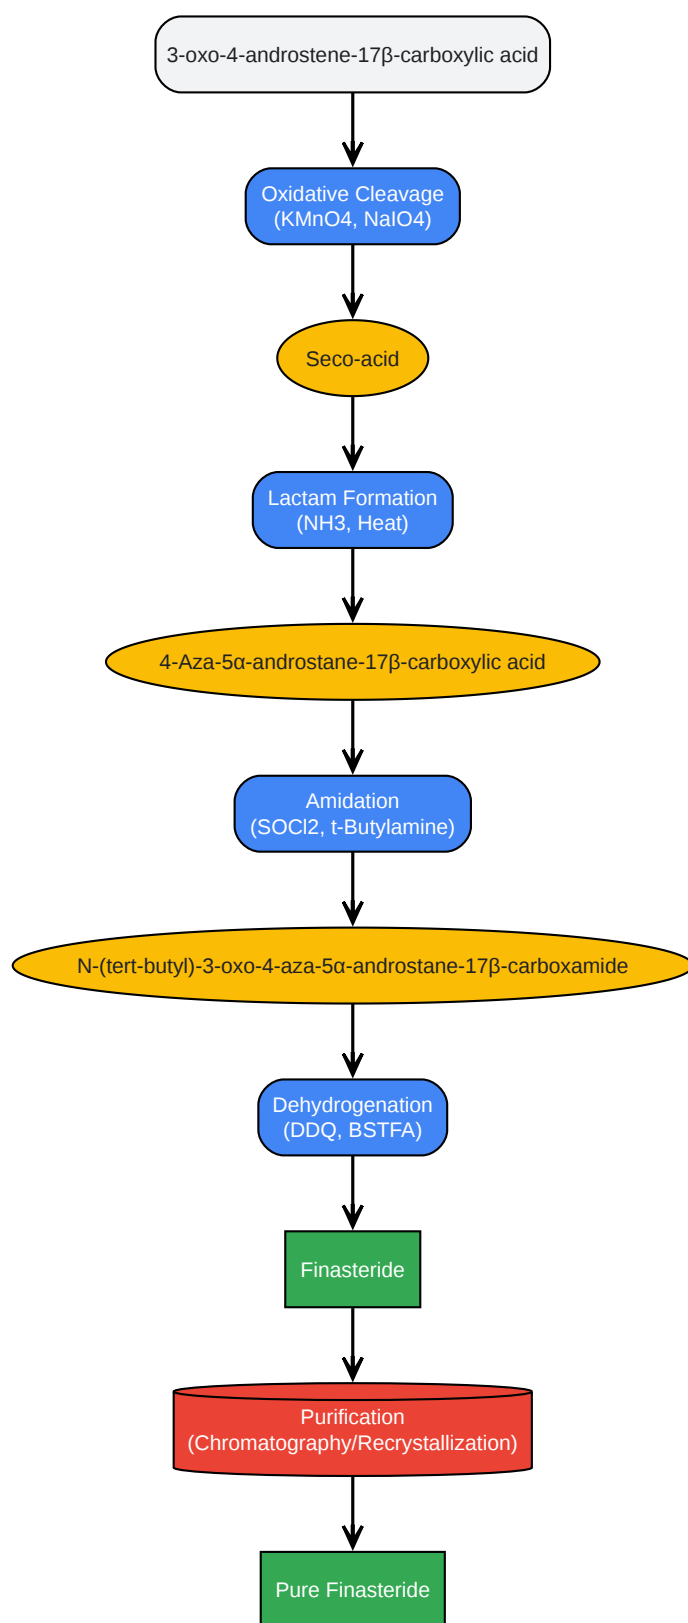 3-oxo-4-androstene-17β-carboxylic acid
Oxidative Cleavage
(KMnO4, NaIO4)
Seco-acid
Lactam Formation
(NH3, Heat)
4-Aza-5α-androstane-17β-carboxylic acid
Amidation
(SOCl2, t-Butylamine)
N-(tert-butyl)-3-oxo-4-aza-5α-androstane-17β-carboxamide
Dehydrogenation
(DDQ, BSTFA)
Finasteride
Purification
(Chromatography/Recrystallization)
Pure Finasteride